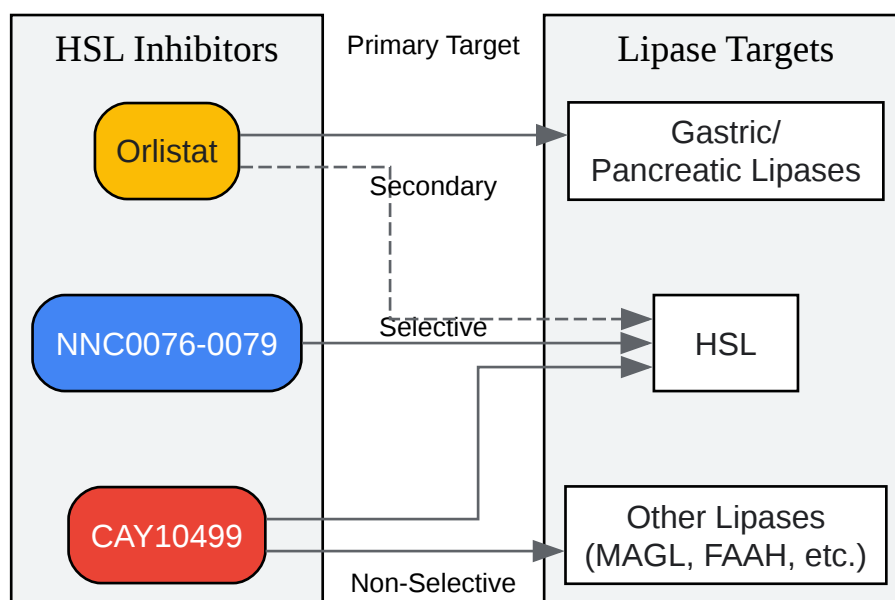 HSL Inhibitors
Primary Target
Lipase Targets
Orlistat
Gastric/
Pancreatic Lipases
Secondary
NNC0076-0079
Selective
HSL
CAY10499
Other Lipases
(MAGL, FAAH, etc.)
Non-Selective